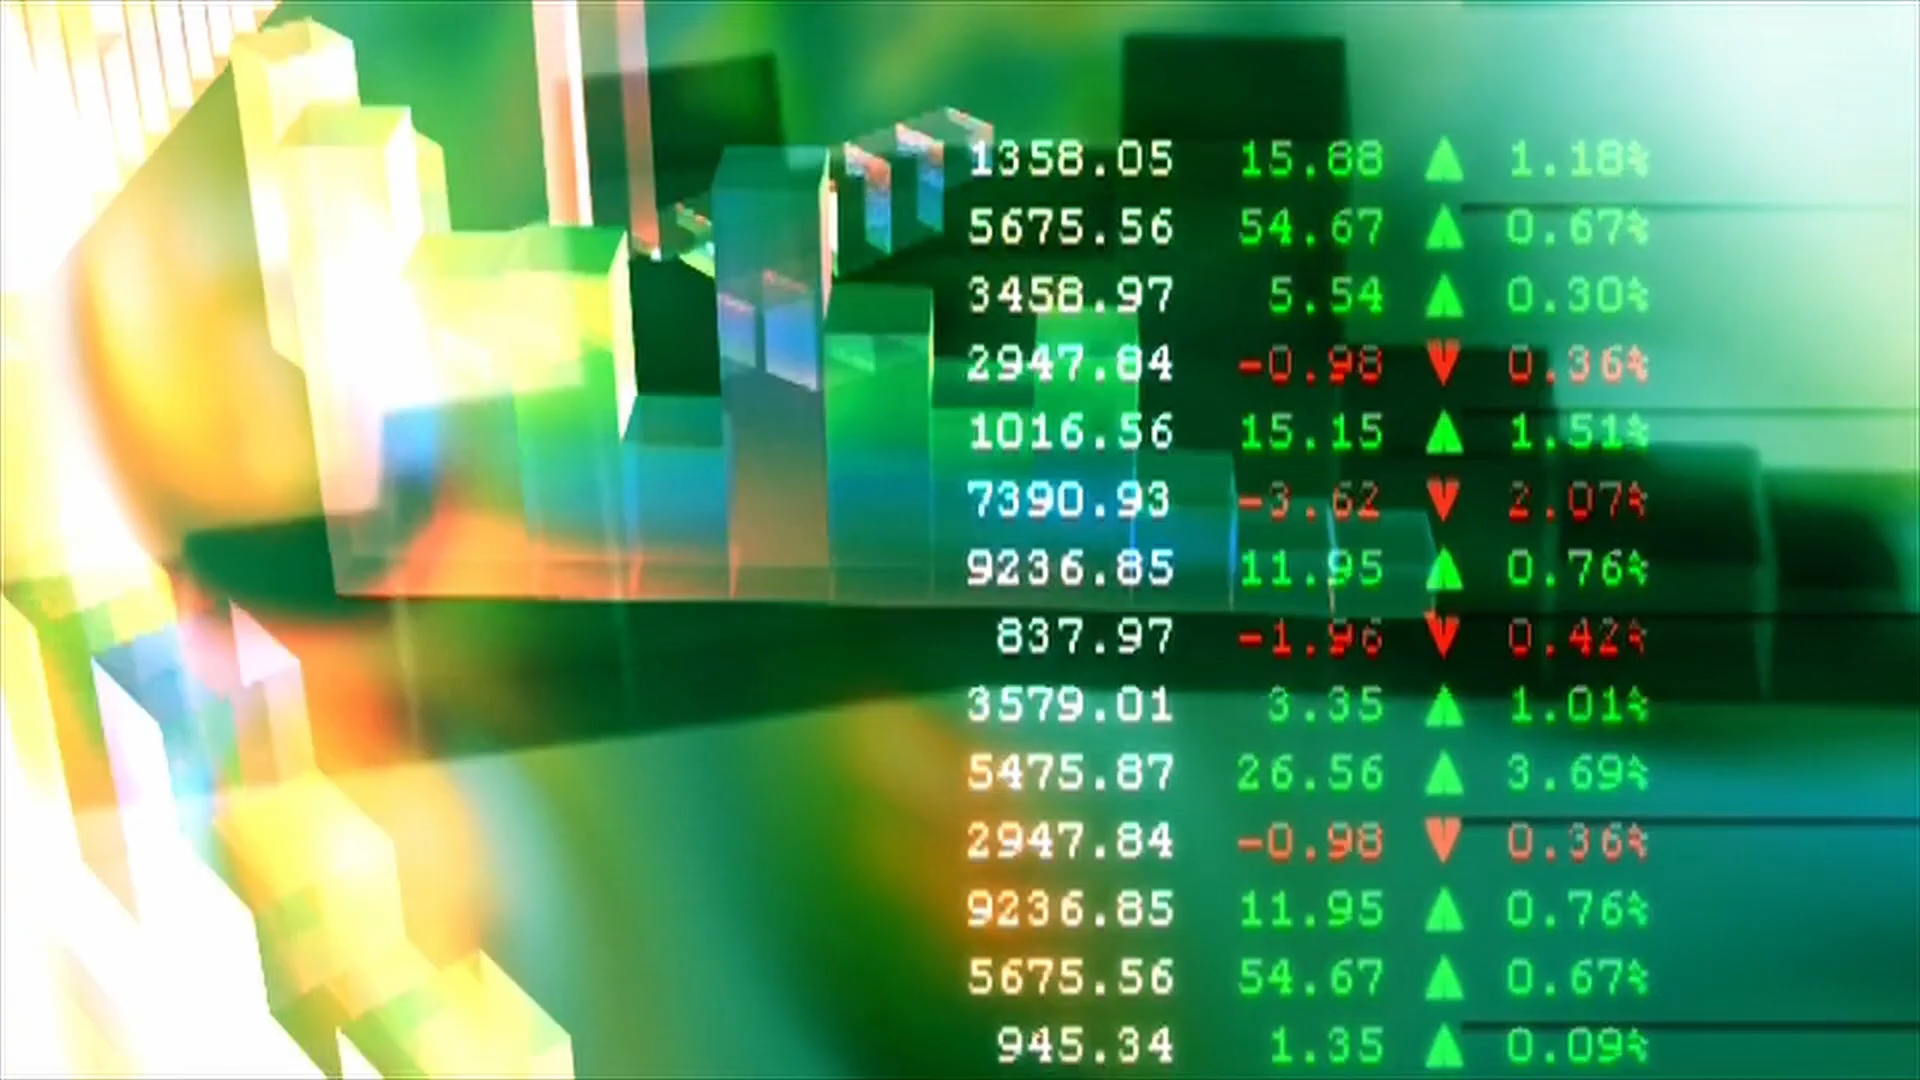 1358.05 15.88 ▲ 1.18%
5675.56 54.67 ▲ 0.67%
3458.97 5.54 ▲ 0.30%
2947.84 -0.98 ▼ 0.36%
1016.56 15.15 ▲ 1.51%
7390.93 -3.62 ▼ 2.07%
9236.85 11.95 ▲ 0.76%
837.97 -1.96 ▼ 0.42%
3579.01 3.35 ▲ 1.01%
5475.87 26.56 ▲ 3.69%
2947.84 -0.98 ▼ 0.36%
9236.85 11.95 ▲ 0.76%
5675.56 54.67 ▲ 0.67%
945.34 1.35 ▲ 0.09%